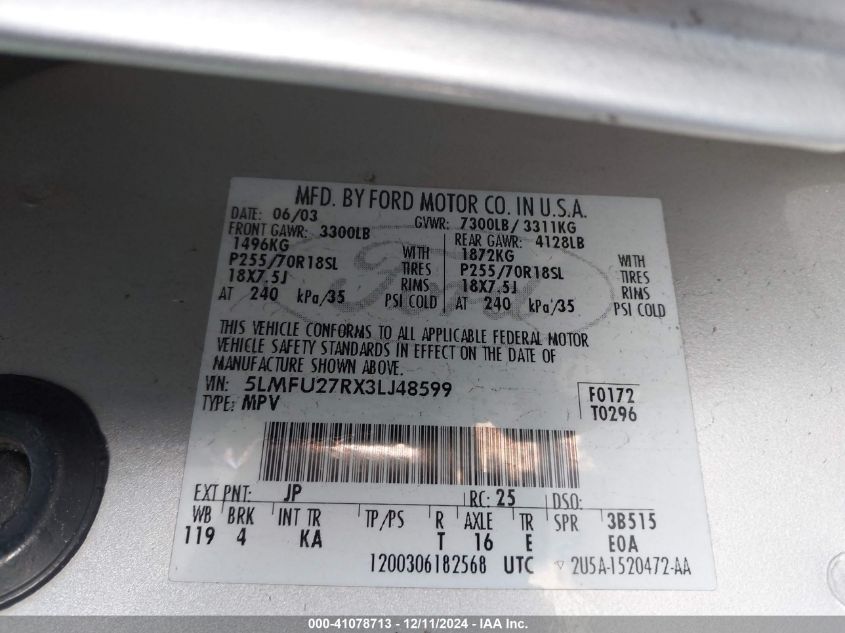 MFD. BY FORD MOTOR CO. IN U.S.A.
DATE: 06/03 GVWR: 7300LB/ 3311KG
FRONT GAWR: 3300LB REAR GAWR: 4128LB
1496KG WITH 1872KG WITH
P255/70R18SL TIRES P255/70R18SL TIRES
18X7.5J RIMS 18X7.5J RIMS
AT 240 kPa/35 PSI COLD AT 240 kPa/35 PSI COLD
Ford
THIS VEHICLE CONFORMS TO ALL APPLICABLE FEDERAL MOTOR
VEHICLE SAFETY STANDARDS IN EFFECT ON THE DATE OF
MANUFACTURE SHOWN ABOVE.
VIN: 5LMFU27RX3LJ48599 F0172
TYPE: MPV T0296
EXT PNT: JP RC: 25 DSO:
WB BRK INT TR TP/PS R AXLE TR SPR 3B515
119 4 KA T 16 E E0A
1200306182568 UTC ▽ 2U5A-1520472-AA
000-41078713 - 12/11/2024 - IAA Inc.